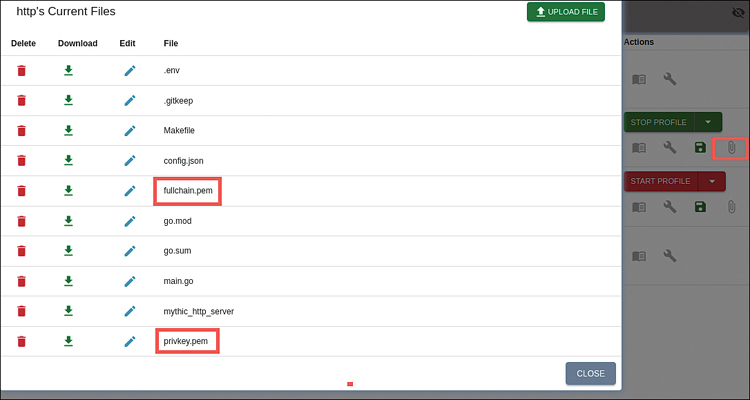 http's Current Files
UPLOAD FILE
Delete Download Edit File
.env
.gitkeep
Makefile
config.json
fullchain.pem
go.mod
go.sum
main.go
mythic_http_server
privkey.pem
CLOSE
Actions
STOP PROFILE
START PROFILE